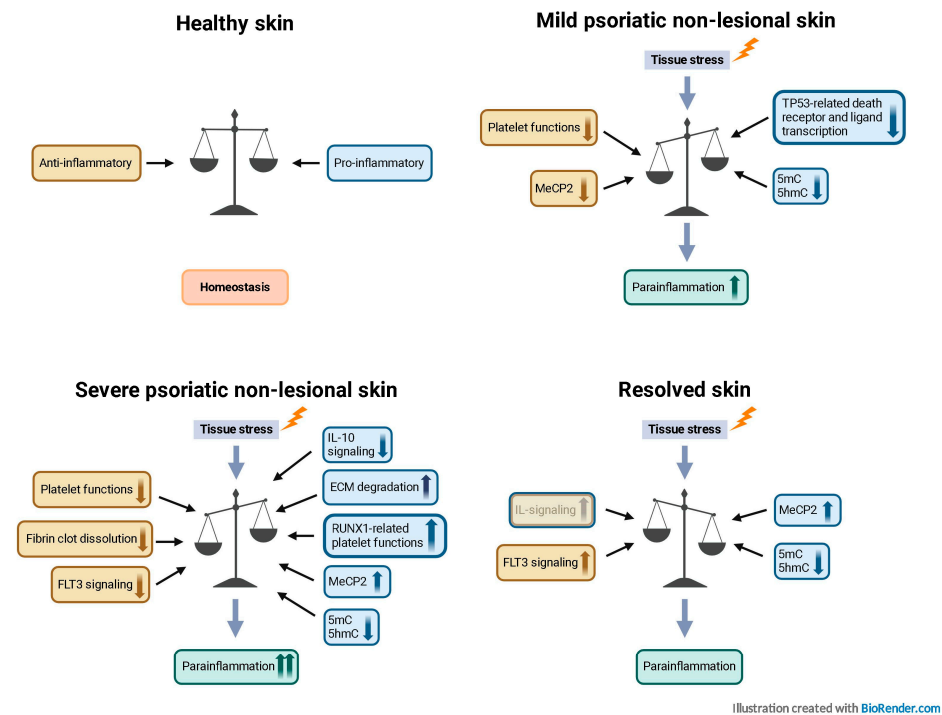 Healthy skin
Anti-inflammatory
Pro-inflammatory
Homeostasis
Mild psoriatic non-lesional skin
Tissue stress
Platelet functions
MeCP2
TP53-related death
receptor and ligand
transcription
5mC
5hmC
Parainflammation
Severe psoriatic non-lesional skin
Tissue stress
Platelet functions
Fibrin clot dissolution
FLT3 signaling
IL-10
signaling
ECM degradation
RUNX1-related
platelet functions
MeCP2
5mC
5hmC
Parainflammation
Resolved skin
Tissue stress
IL-signaling
FLT3 signaling
MeCP2
5mC
5hmC
Parainflammation
Illustration created with BioRender.com